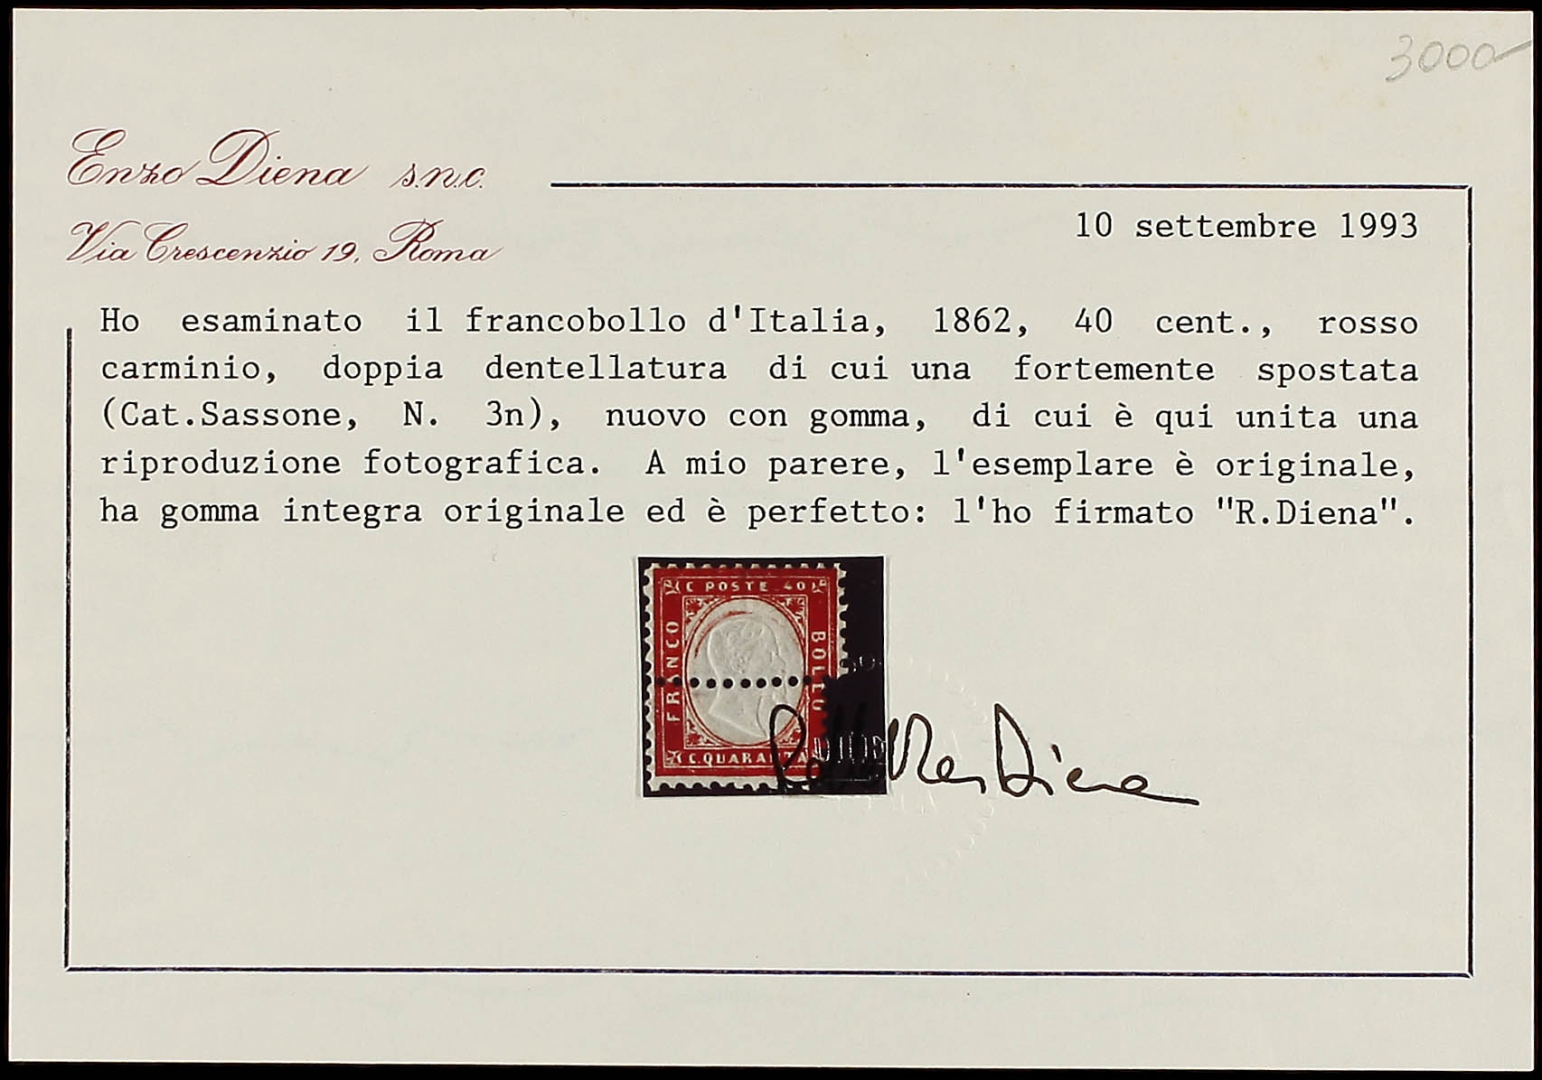 3000
Enzo Diena s.n.c.
Via Crescenzio 19, Roma
10 settembre 1993
Ho esaminato il francobollo d'Italia, 1862, 40 cent., rosso
carminio, doppia dentellatura di cui una fortemente spostata
(Cat.Sassone, N. 3n), nuovo con gomma, di cui è qui unita una
riproduzione fotografica. A mio parere, l'esemplare è originale,
ha gomma integra originale ed è perfetto: l'ho firmato "R.Diena".
C POSTE 40
FRANCO
BOLLO
C.QUARANTA
Diena